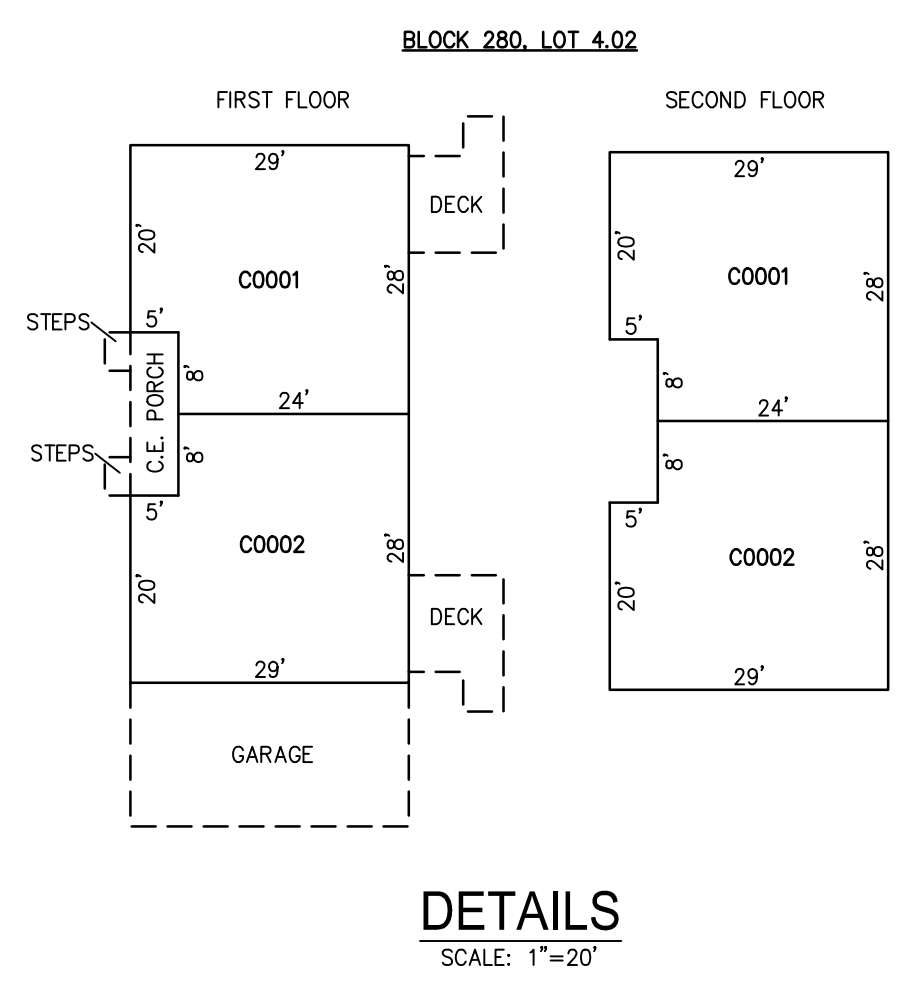 BLOCK 280, LOT 4.02
FIRST FLOOR
29'
20'
C0001
28'
DECK
STEPS
5'
8'
C.E. PORCH
24'
STEPS
8'
5'
C0002
28'
20'
DECK
29'
GARAGE
SECOND FLOOR
29'
20'
C0001
28'
5'
8'
24'
8'
5'
C0002
28'
20'
29'
DETAILS
SCALE: 1"=20'